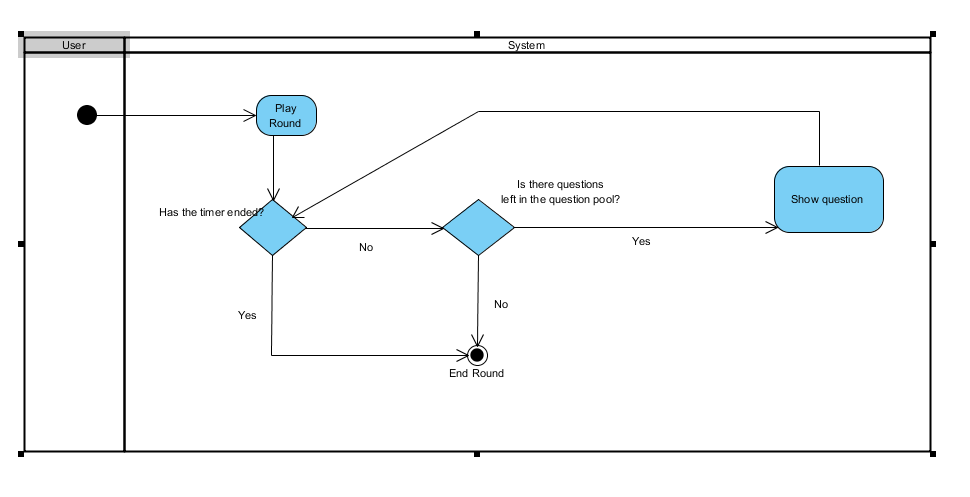 User
System
Play
Round
Is there questions
left in the question pool?
Show question
Has the timer ended?
No
Yes
Yes
No
End Round